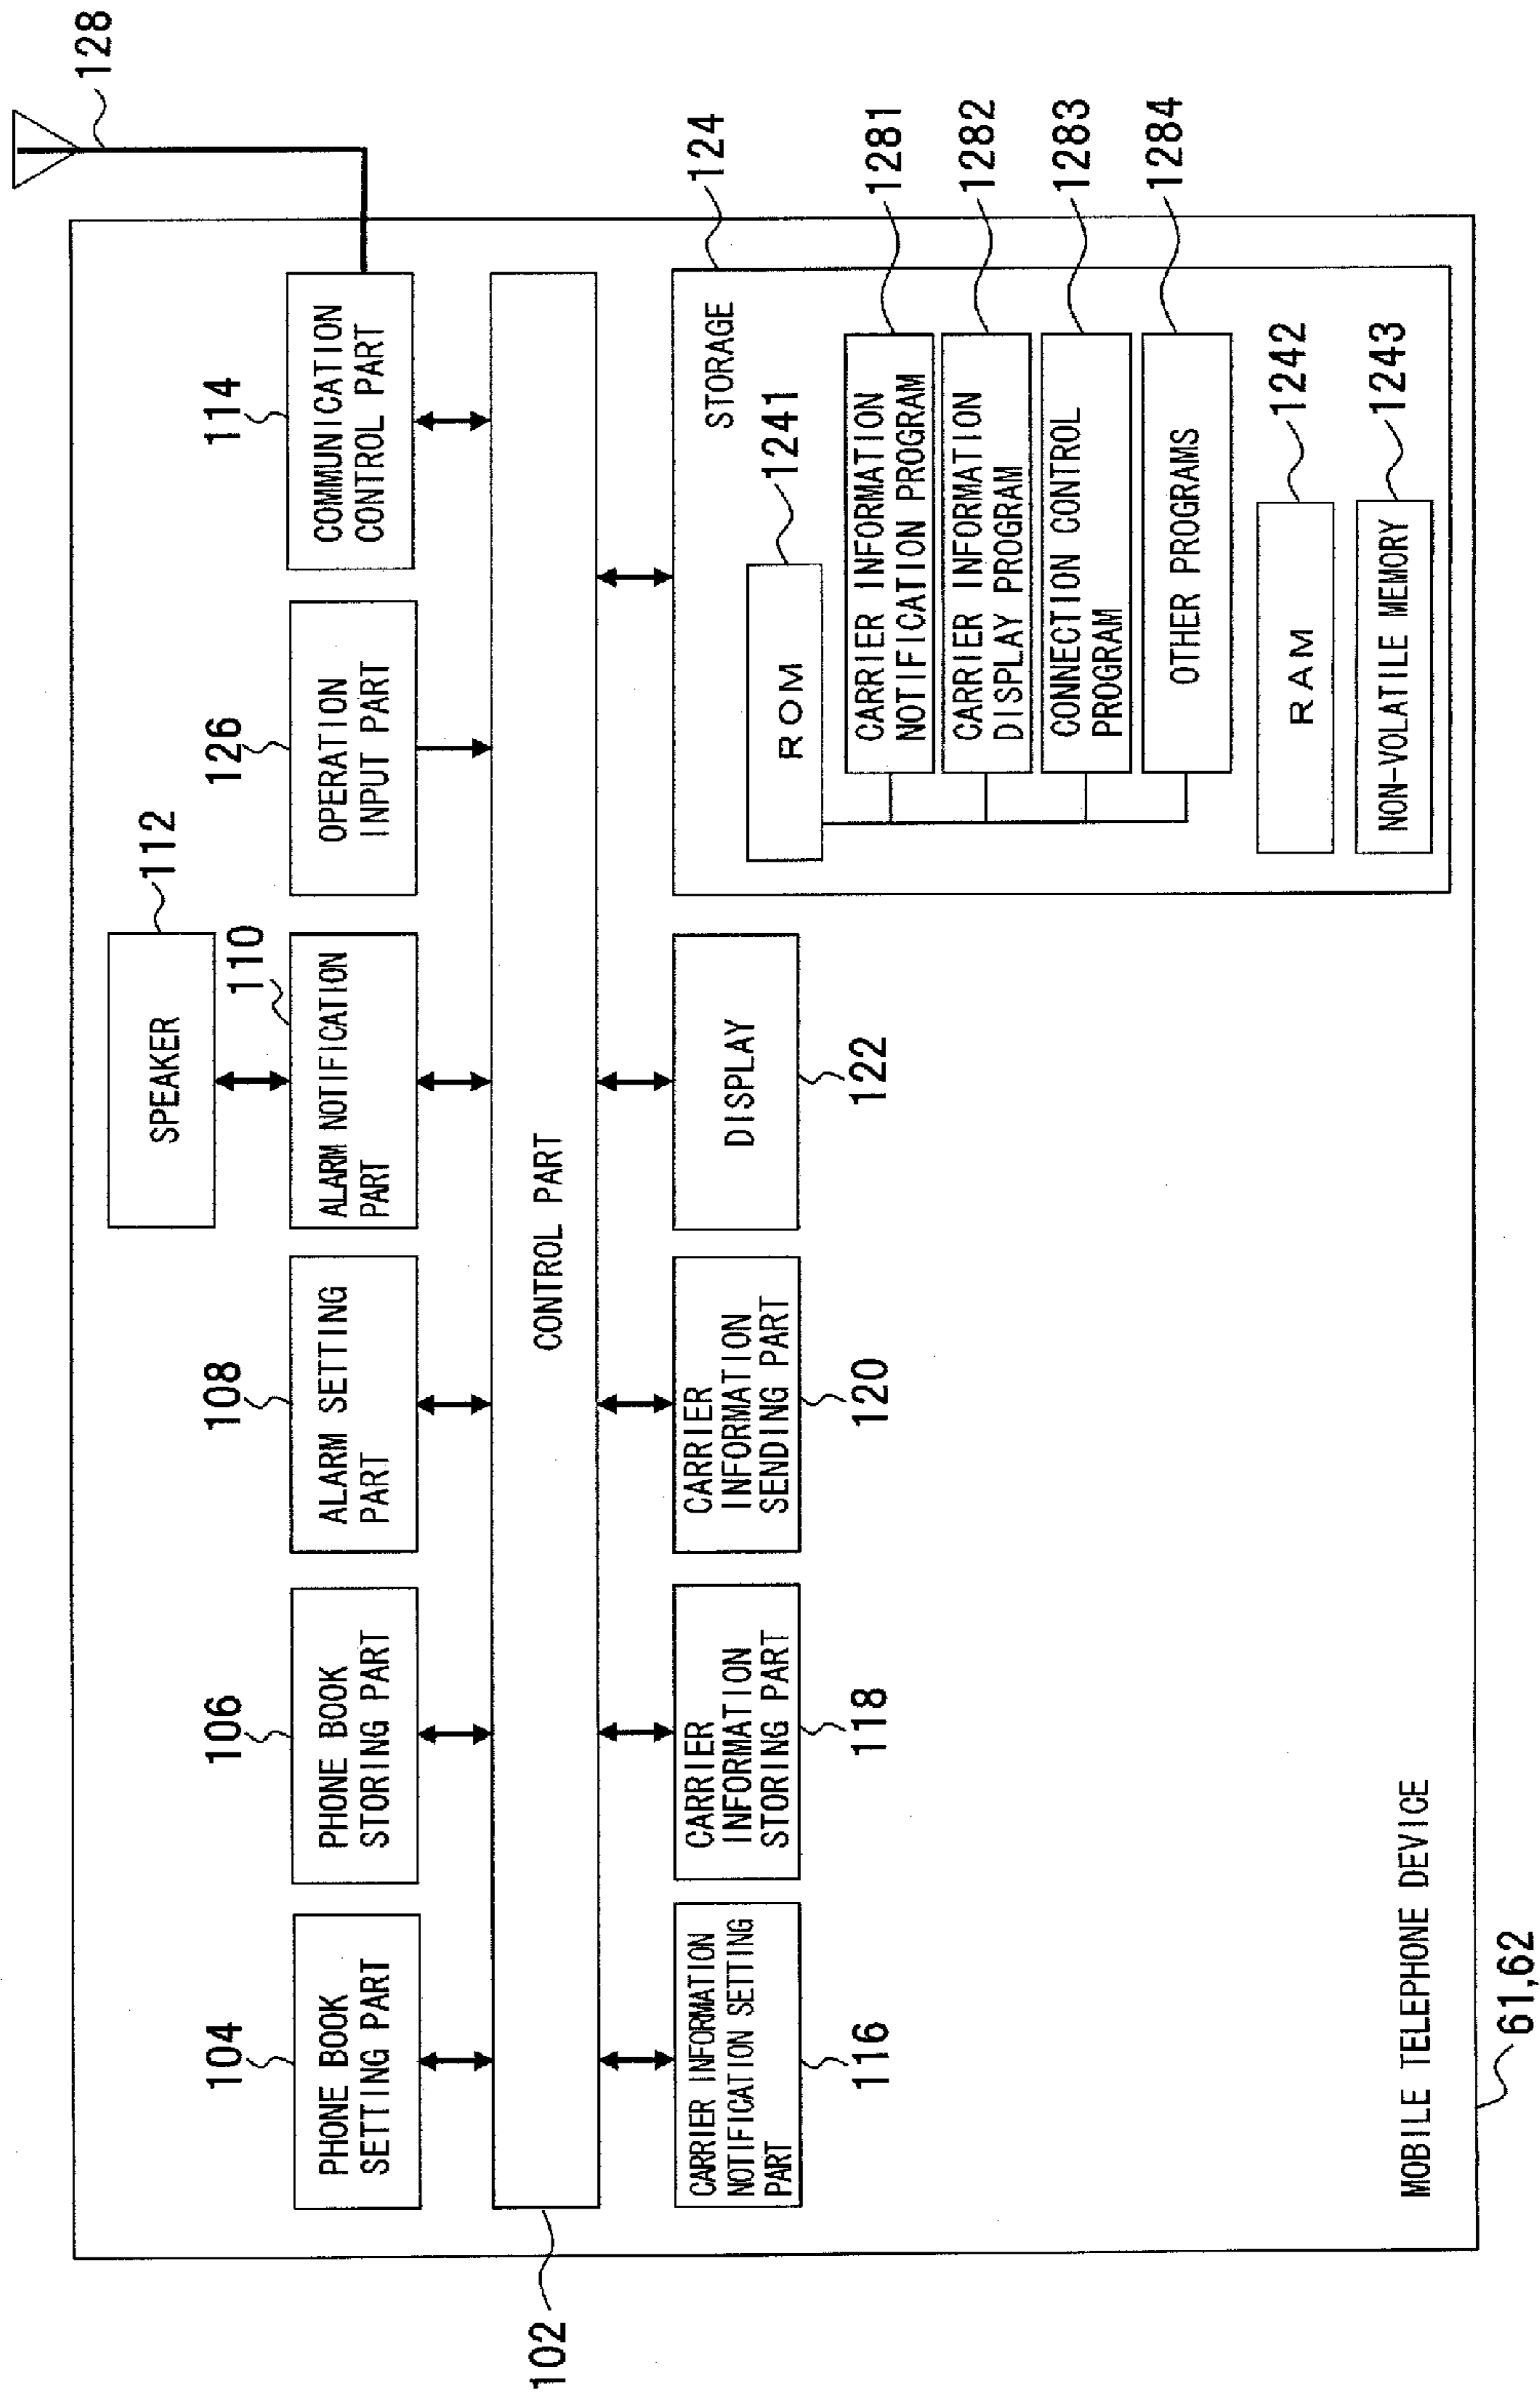 128
112
SPEAKER
104
106
108
110
126
114
PHONE BOOK
SETTING PART
PHONE BOOK
STORING PART
ALARM SETTING
PART
ALARM NOTIFICATION
PART
OPERATION
INPUT PART
COMMUNICATION
CONTROL PART
102
CONTROL PART
CARRIER INFORMATION
NOTIFICATION SETTING
PART
116
CARRIER
INFORMATION
STORING PART
118
CARRIER
INFORMATION
SENDING PART
120
DISPLAY
122
STORAGE
124
ROM
1241
CARRIER INFORMATION
NOTIFICATION PROGRAM
1281
CARRIER INFORMATION
DISPLAY PROGRAM
1282
CONNECTION CONTROL
PROGRAM
1283
OTHER PROGRAMS
1284
RAM
1242
NON-VOLATILE MEMORY
1243
MOBILE TELEPHONE DEVICE
61,62